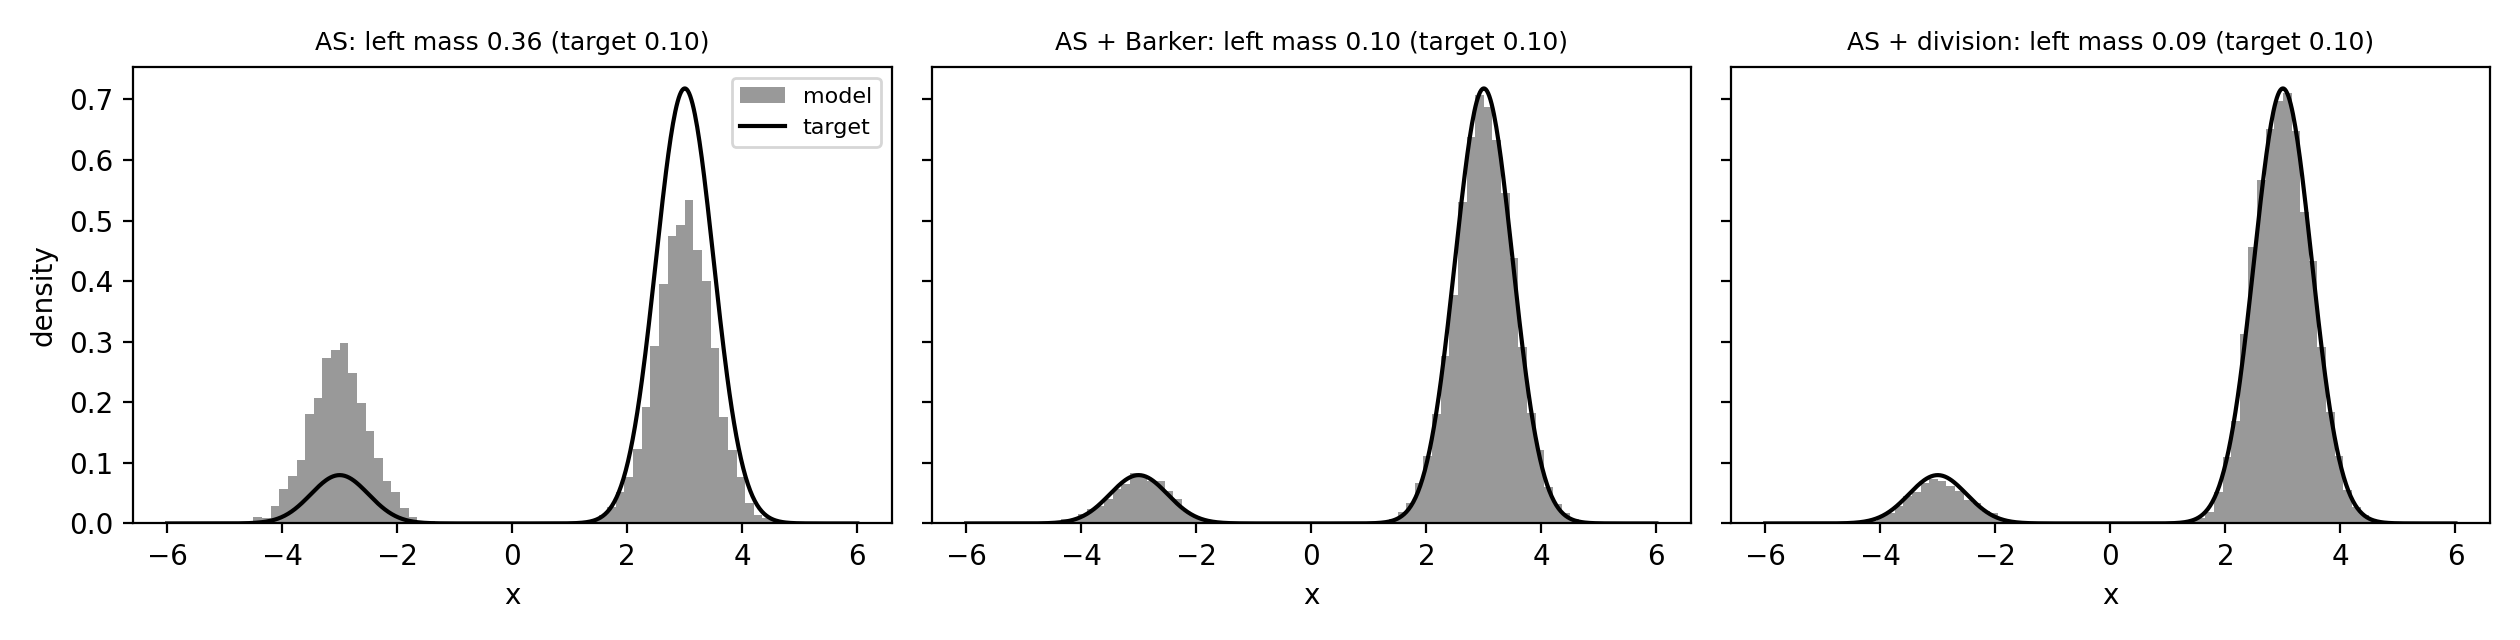 AS: left mass 0.36 (target 0.10)
AS + Barker: left mass 0.10 (target 0.10)
AS + division: left mass 0.09 (target 0.10)
model
target
density
0.7
0.6
0.5
0.4
0.3
0.2
0.1
0.0
−6 −4 −2 0 2 4 6
−6 −4 −2 0 2 4 6
−6 −4 −2 0 2 4 6
x
x
x